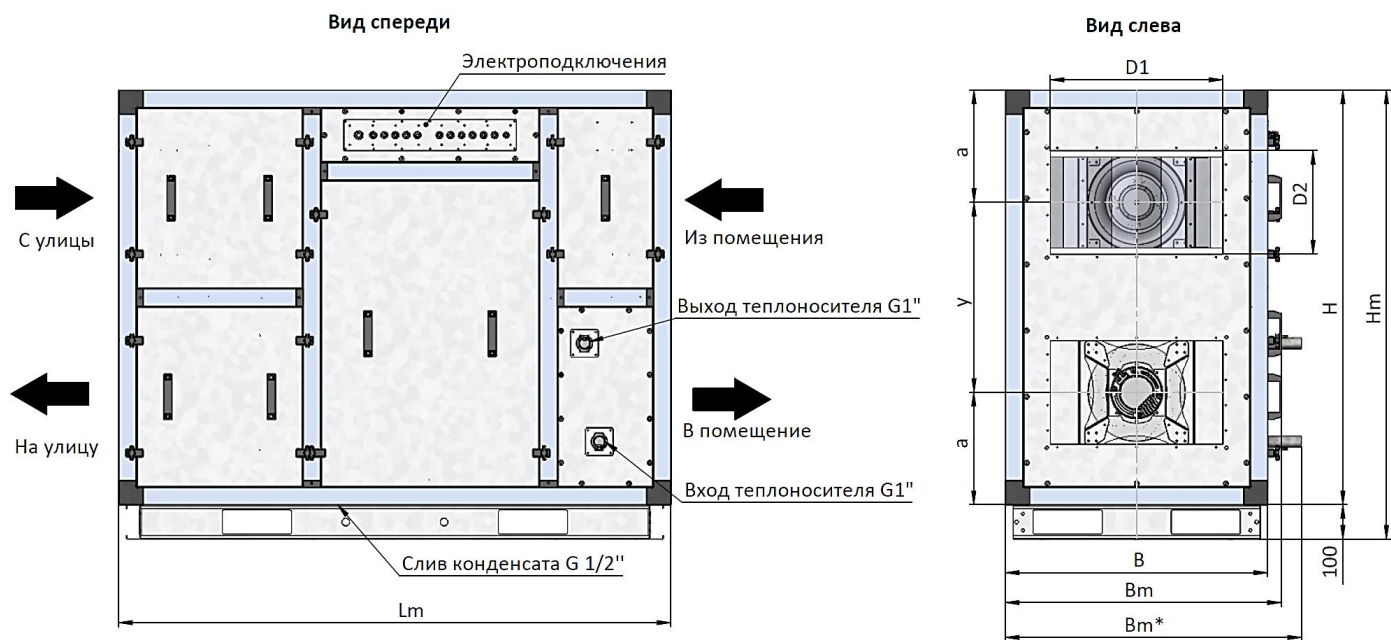 Вид спереди
Вид слева
Электроподключения
D1
С улицы
Из помещения
a
D2
Выход теплоносителя G1"
y
H
Hm
На улицу
В помещение
a
Вход теплоносителя G1"
Слив конденсата G 1/2''
100
B
Bm
Lm
Bm*